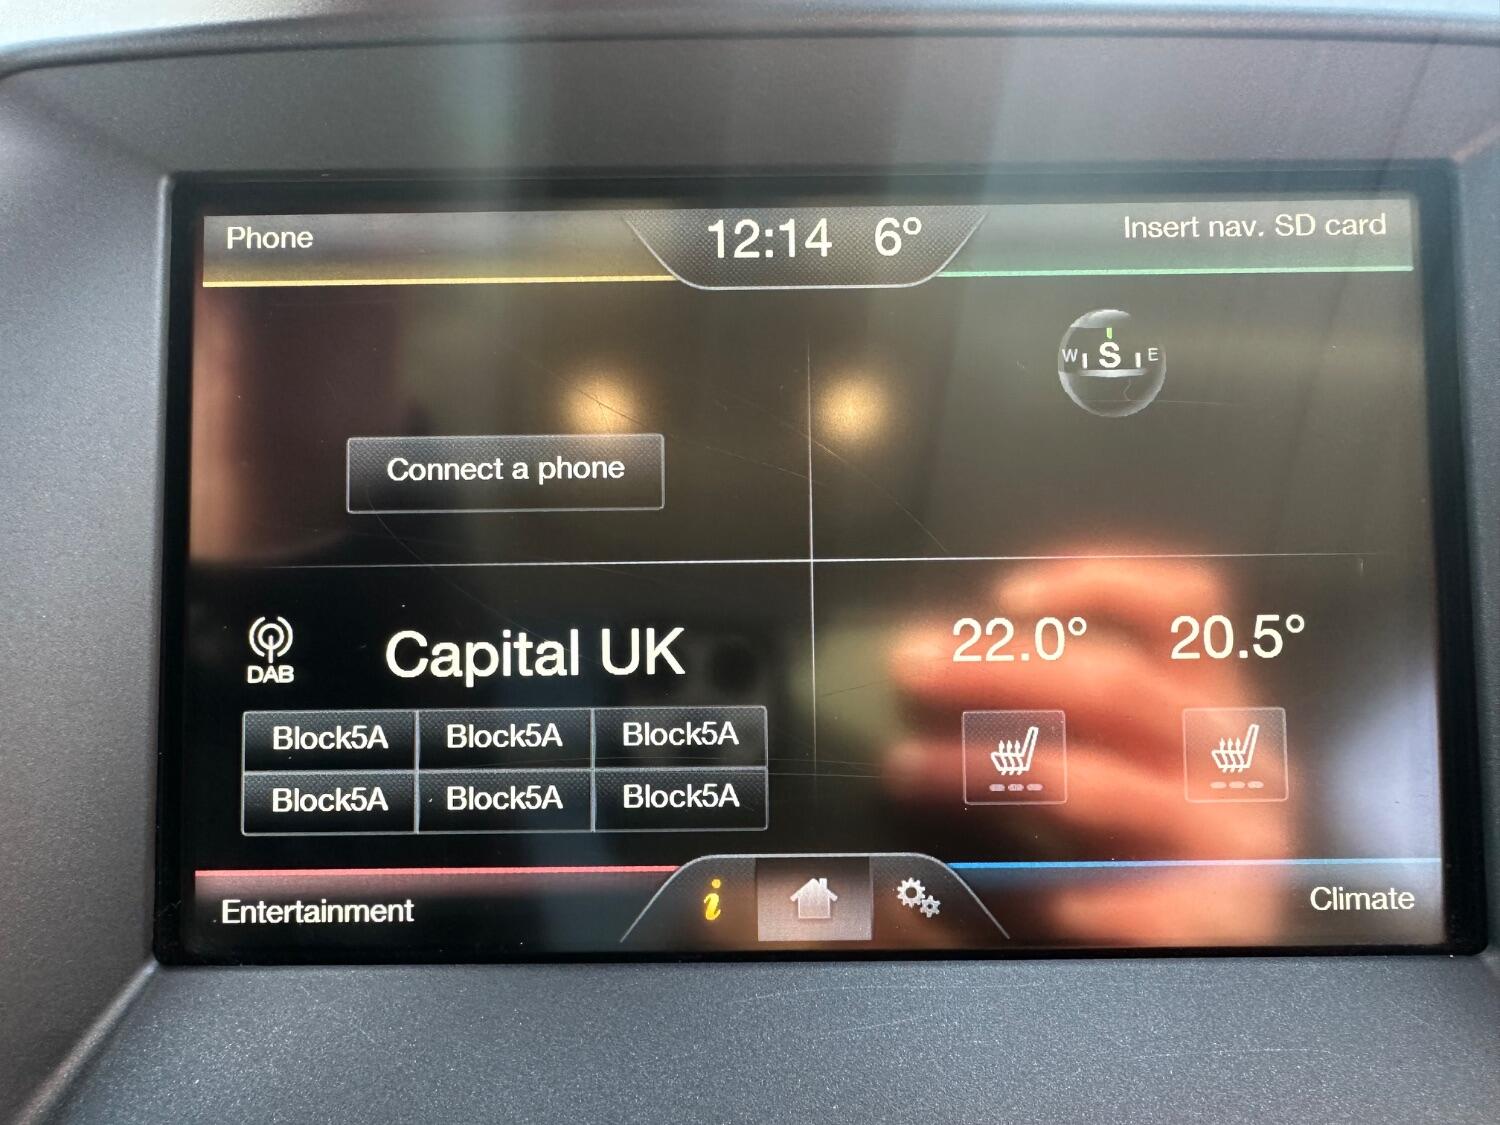 Phone
12:14 6°
Insert nav. SD card
W S E
Connect a phone
DAB
Capital UK
Block5A Block5A Block5A
Block5A Block5A Block5A
22.0° 20.5°
Entertainment
i
Climate